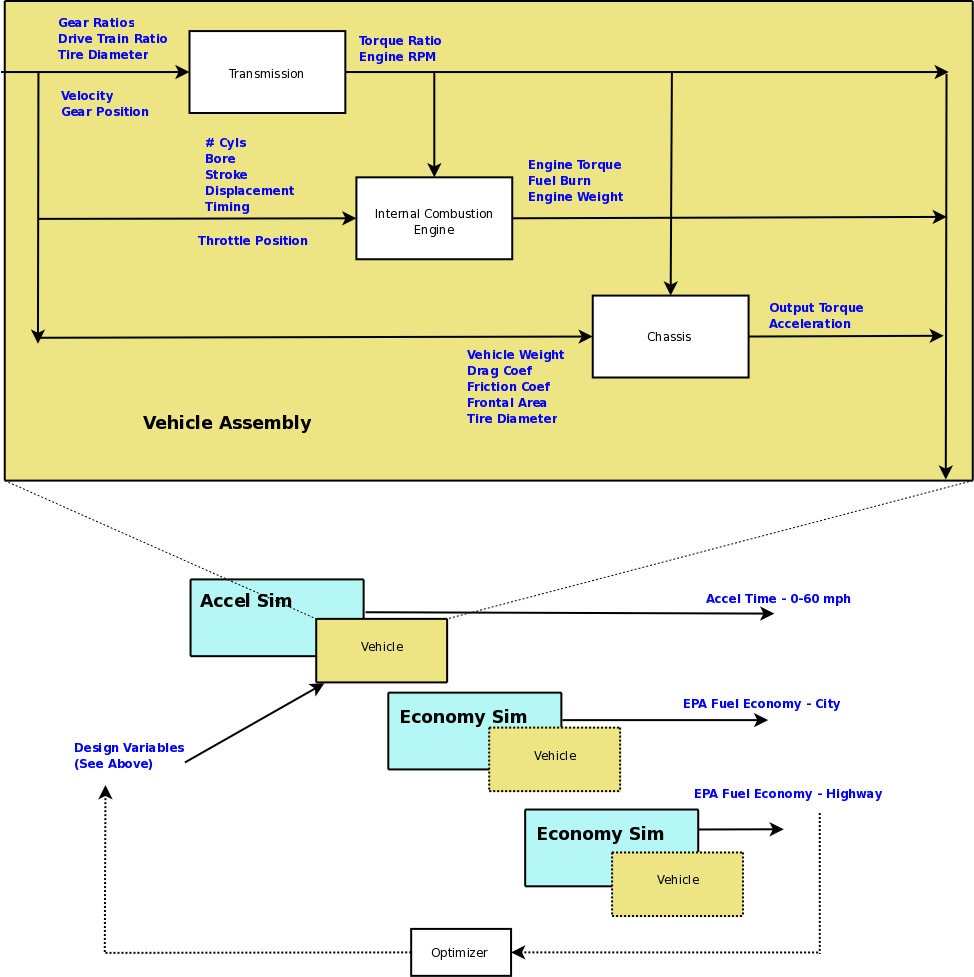 Gear Ratios
Drive Train Ratio
Tire Diameter
Transmission
Torque Ratio
Engine RPM
Velocity
Gear Position
# Cyls
Bore
Stroke
Displacement
Timing
Throttle Position
Internal Combustion
Engine
Engine Torque
Fuel Burn
Engine Weight
Chassis
Output Torque
Acceleration
Vehicle Weight
Drag Coef
Friction Coef
Frontal Area
Tire Diameter
Vehicle Assembly
Accel Sim
Vehicle
Accel Time - 0-60 mph
Economy Sim
Vehicle
EPA Fuel Economy - City
Design Variables
(See Above)
EPA Fuel Economy - Highway
Economy Sim
Vehicle
Optimizer